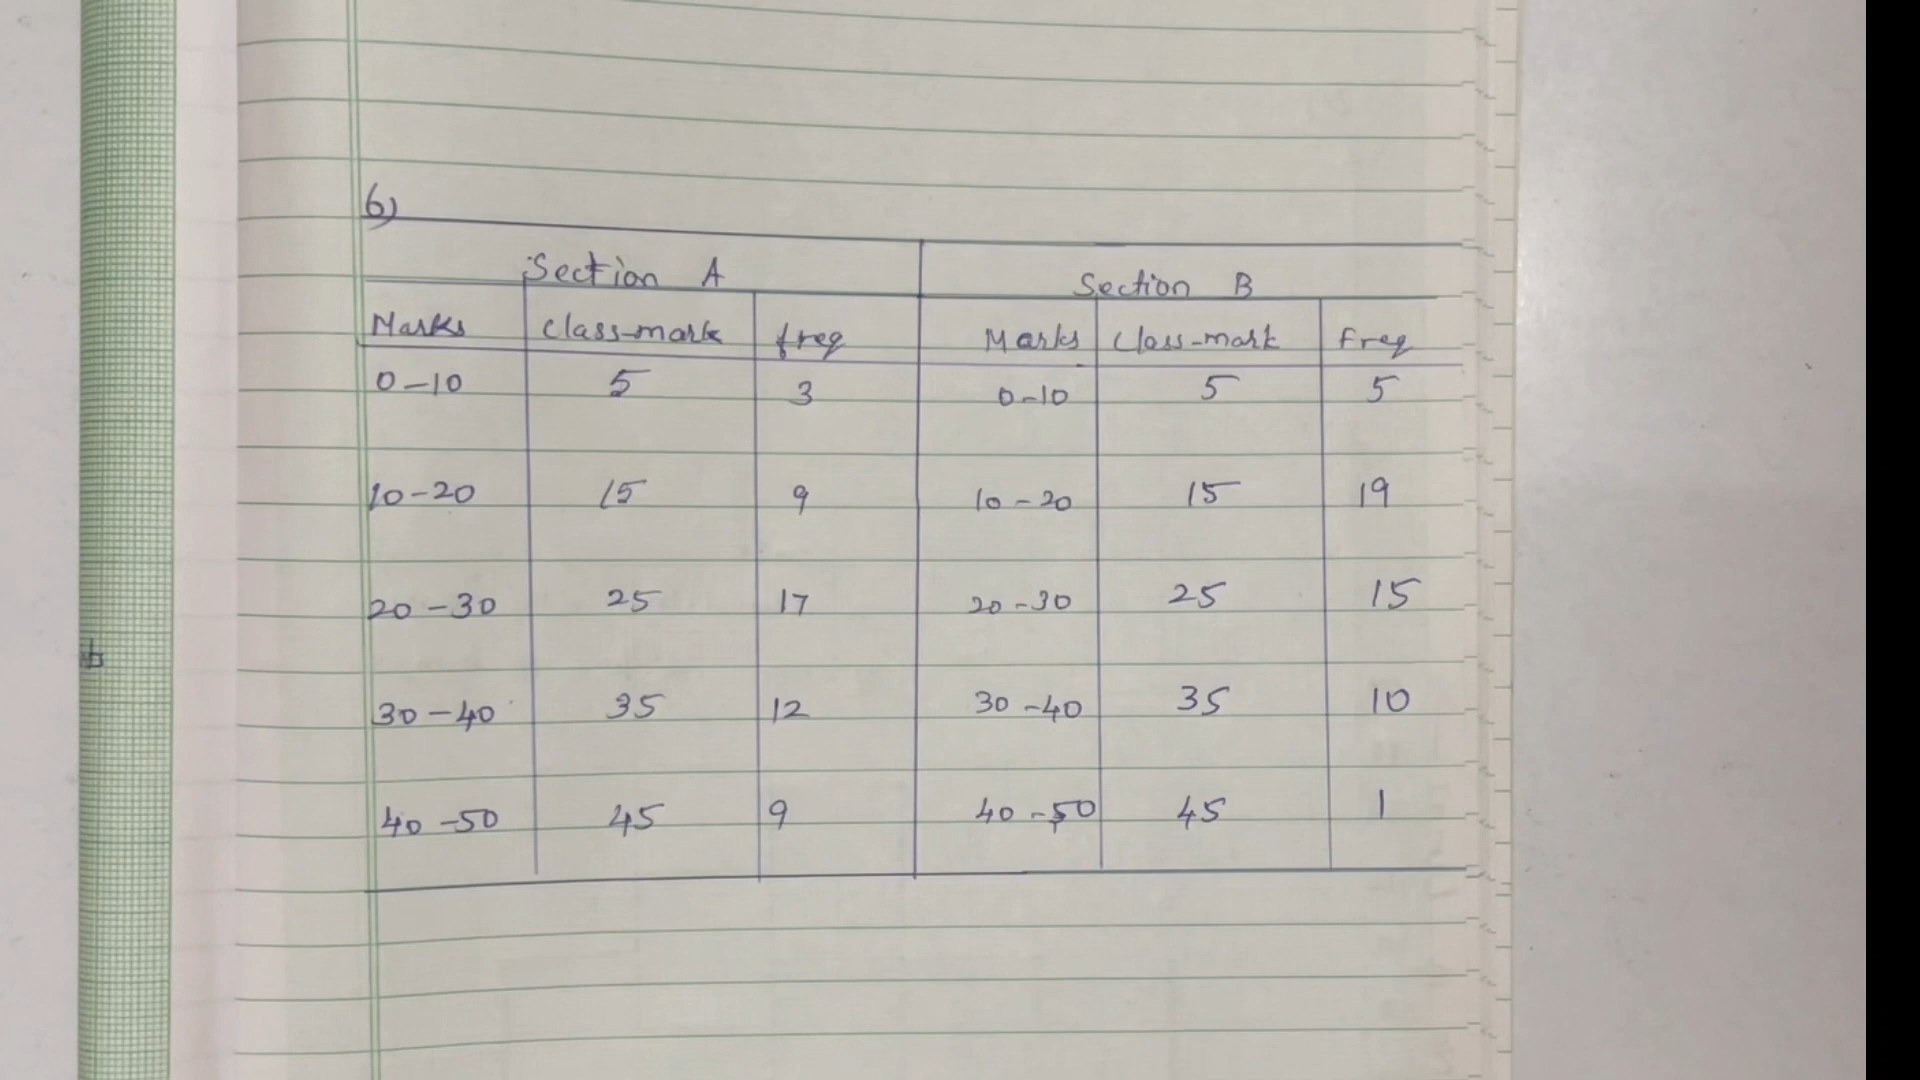 6)
Section A Section B
Marks Class-mark freq Marks Class-mark Freq
0-10 5 3 0-10 5 5
10-20 15 9 10-20 15 19
20-30 25 17 20-30 25 15
30-40 35 12 30-40 35 10
40-50 45 9 40-50 45 1